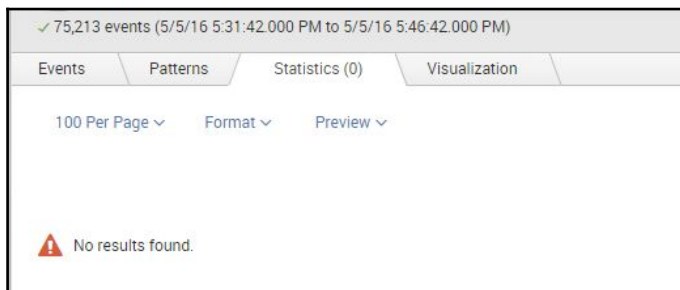 ✓ 75,213 events (5/5/16 5:31:42.000 PM to 5/5/16 5:46:42.000 PM)
Events Patterns Statistics (0) Visualization
100 Per Page Format Preview
No results found.